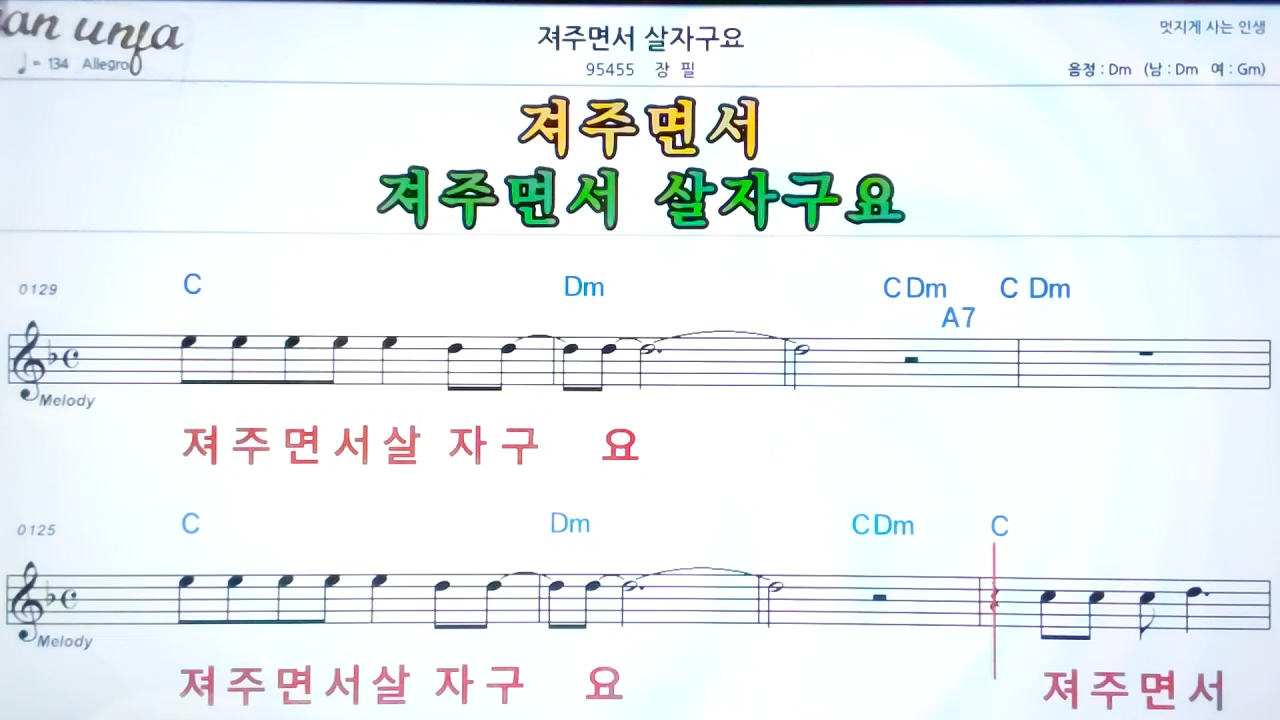 져주면서 살자구요
멋지게 사는 인생
♩= 134 Allegro
95455 장 필
음정 : Dm (남 : Dm 여 : Gm)
져주면서
져주면서 살자구요
0129 C Dm C Dm C Dm
A7
Melody
져주면서살 자구 요
0125 C Dm C Dm C
Melody
져주면서살 자구 요 져주면서